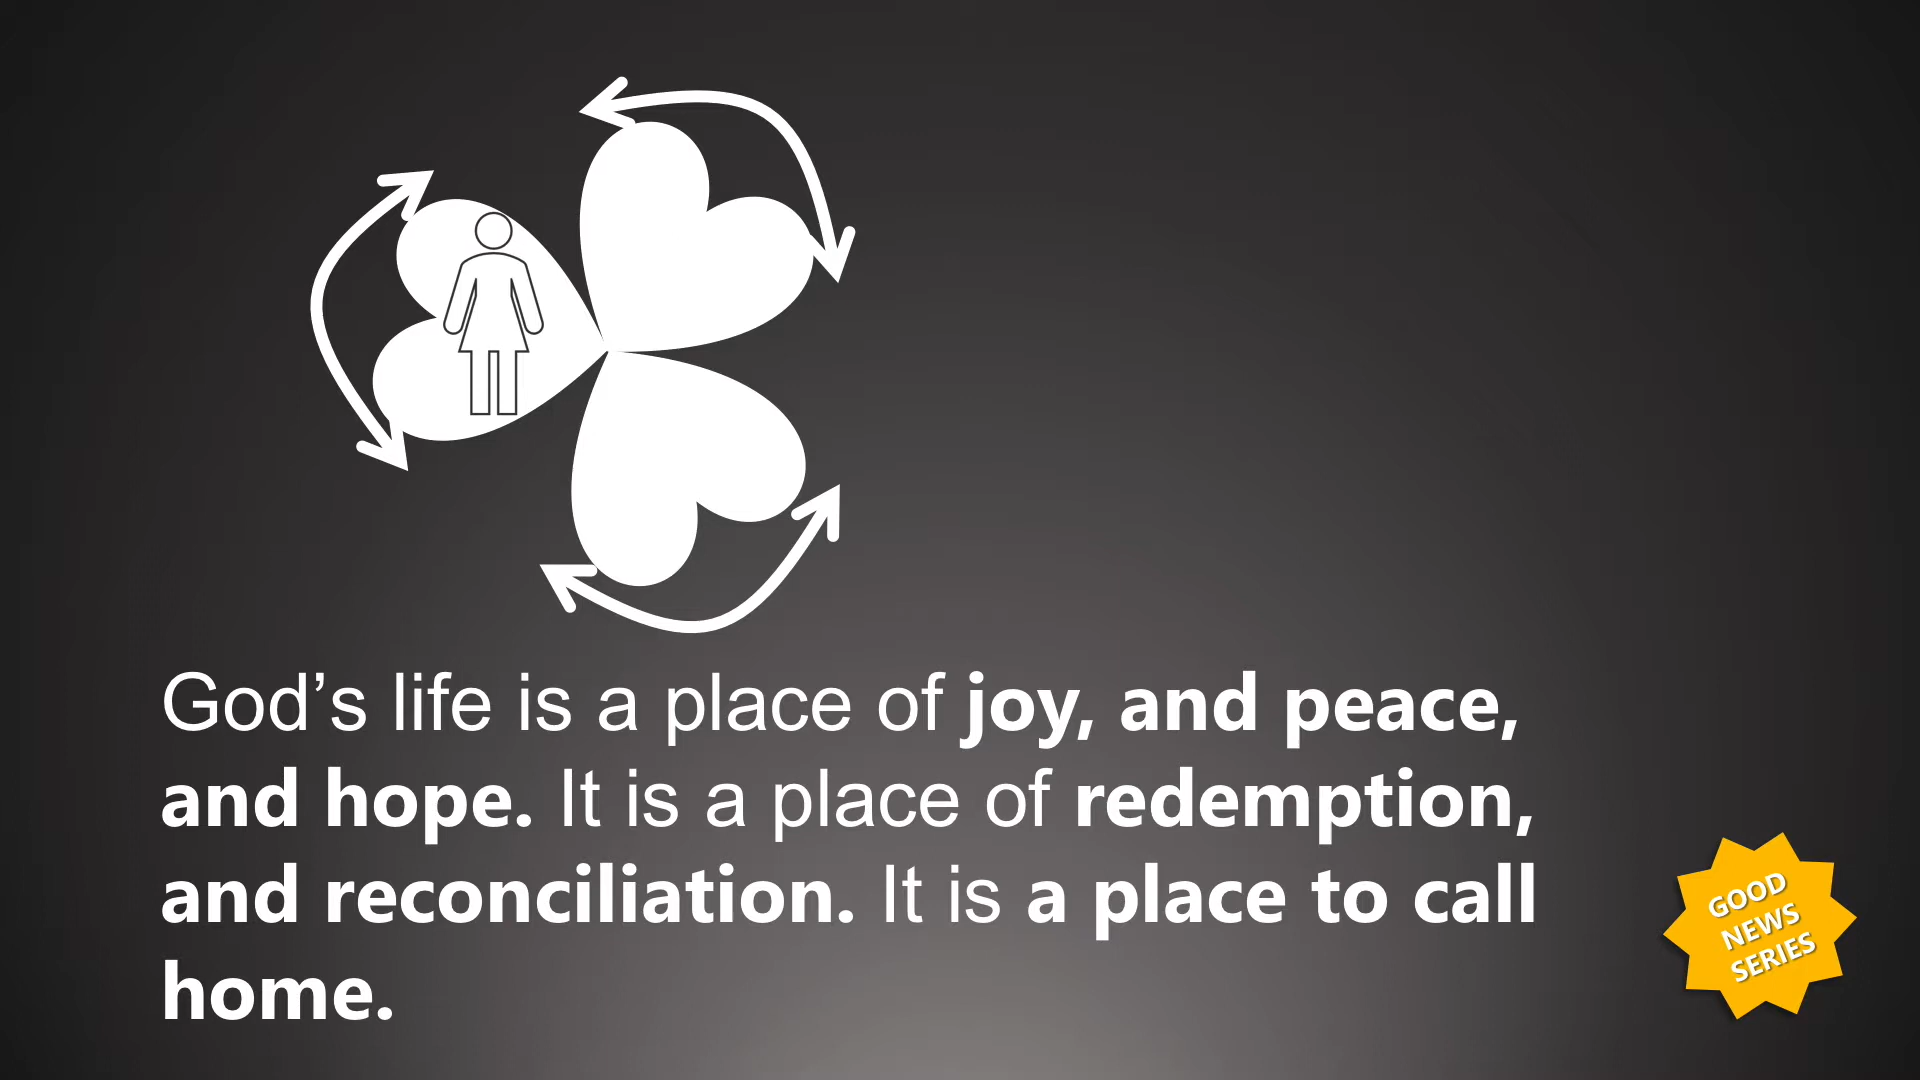 God’s life is a place of joy, and peace,
and hope. It is a place of redemption,
and reconciliation. It is a place to call
home.
GOOD
NEWS
SERIES